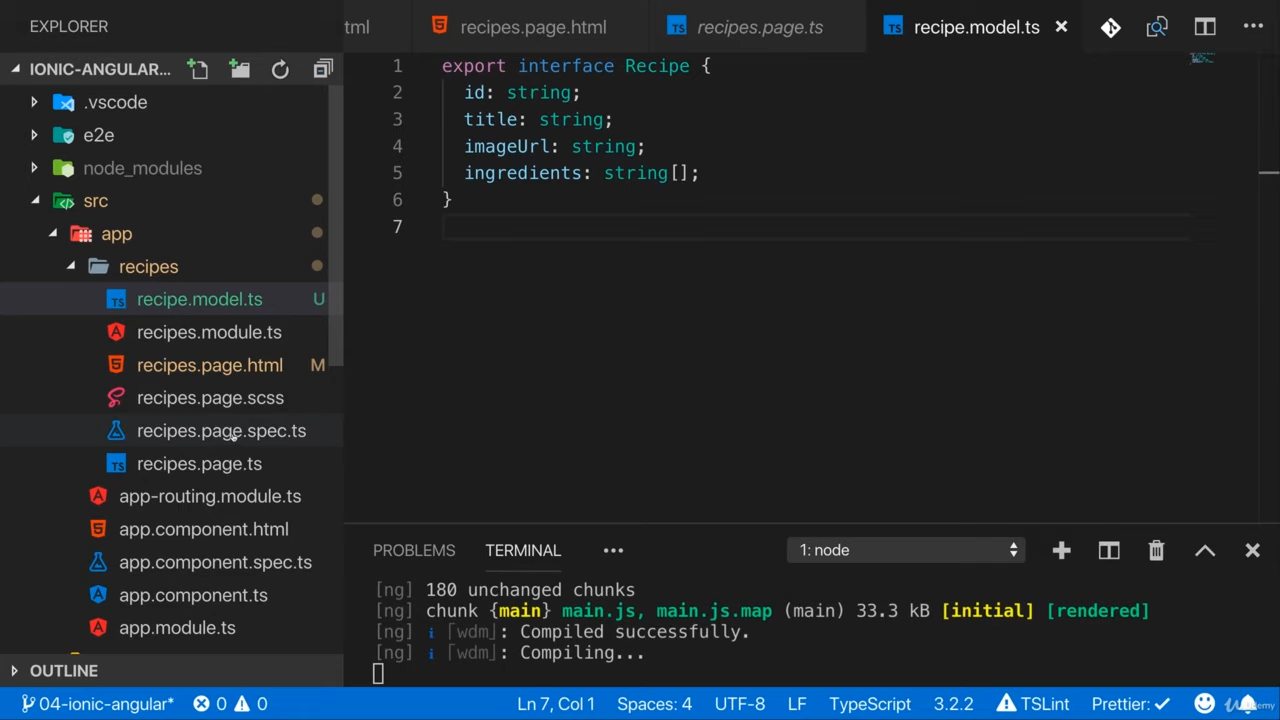 EXPLORER
IONIC-ANGULAR...
.vscode
e2e
node_modules
src
app
recipes
recipe.model.ts U
recipes.module.ts
recipes.page.html M
recipes.page.scss
recipes.page.spec.ts
recipes.page.ts
app-routing.module.ts
app.component.html
app.component.spec.ts
app.component.ts
app.module.ts
OUTLINE
tml recipes.page.html recipes.page.ts recipe.model.ts
1 export interface Recipe {
2 id: string;
3 title: string;
4 imageUrl: string;
5 ingredients: string[];
6 }
7
PROBLEMS TERMINAL ... 1: node
[ng] 180 unchanged chunks
[ng] chunk {main} main.js, main.js.map (main) 33.3 kB [initial] [rendered]
[ng] ℹ ｢wdm｣: Compiled successfully.
[ng] ℹ ｢wdm｣: Compiling...
04-ionic-angular* 0 0 Ln 7, Col 1 Spaces: 4 UTF-8 LF TypeScript 3.2.2 TSLint Prettier: ✓
Udemy